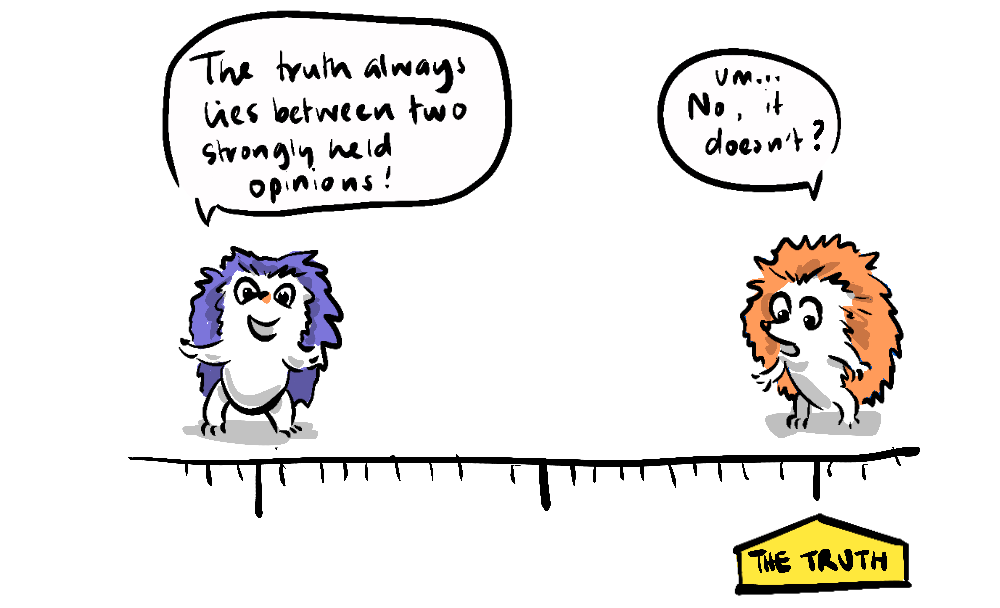 The truth always
lies between two
strongly held
opinions!
um...
No, it
doesn't?
THE TRUTH